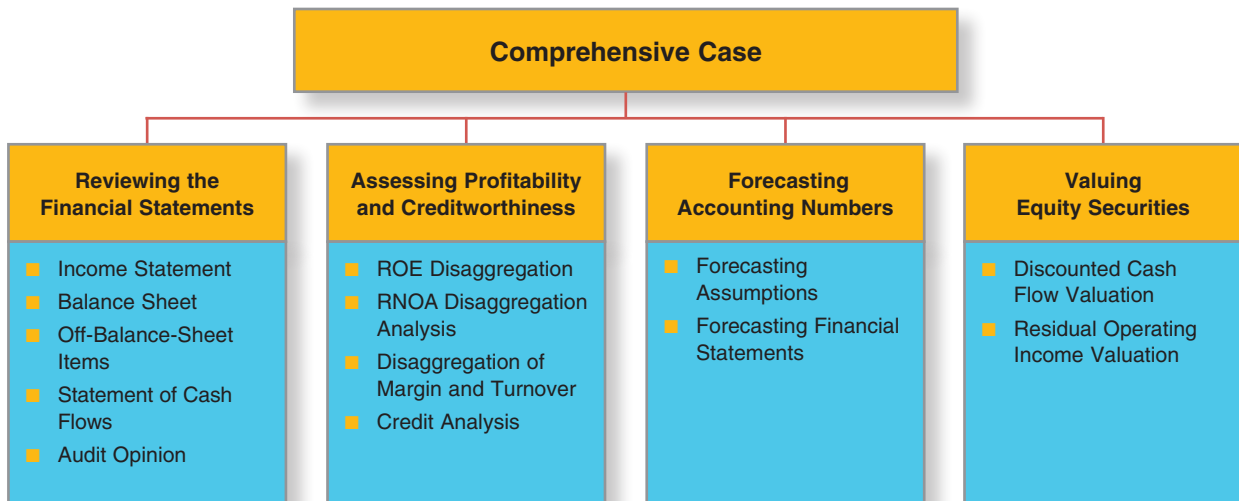 Comprehensive Case
Reviewing the
Financial Statements
Income Statement
Balance Sheet
Off-Balance-Sheet
Items
Statement of Cash
Flows
Audit Opinion
Assessing Profitability
and Creditworthiness
ROE Disaggregation
RNOA Disaggregation
Analysis
Disaggregation of
Margin and Turnover
Credit Analysis
Forecasting
Accounting Numbers
Forecasting
Assumptions
Forecasting Financial
Statements
Valuing
Equity Securities
Discounted Cash
Flow Valuation
Residual Operating
Income Valuation